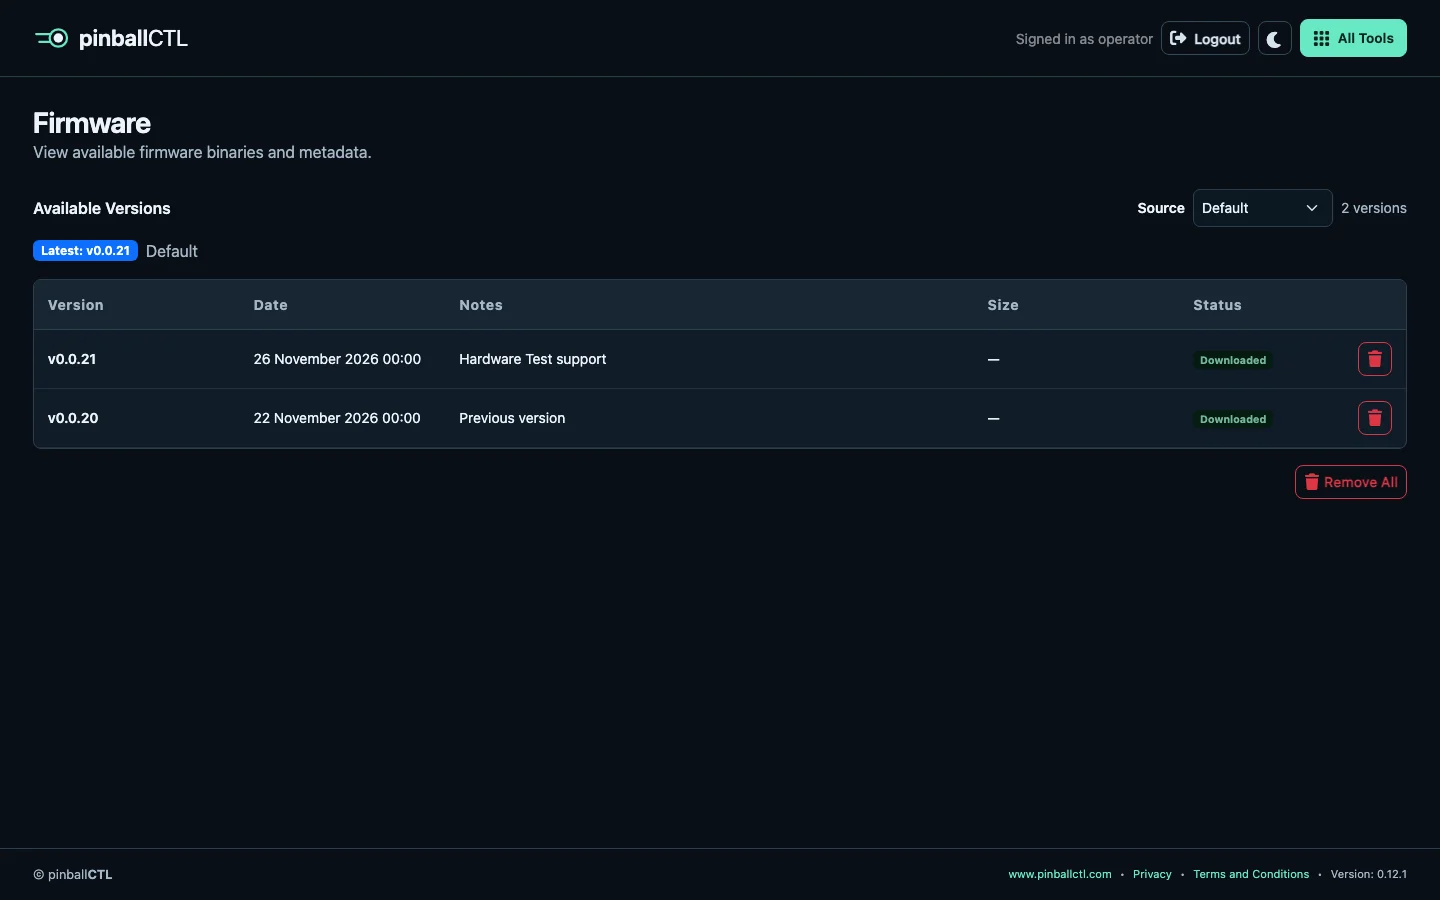 pinballCTL
Signed in as operator
Logout
All Tools
Firmware
View available firmware binaries and metadata.
Available Versions
Source
Default
2 versions
Latest: v0.0.21
Default
Version Date Notes Size Status
v0.0.21 26 November 2026 00:00 Hardware Test support — Downloaded
v0.0.20 22 November 2026 00:00 Previous version — Downloaded
Remove All
© pinballCTL
www.pinballctl.com • Privacy • Terms and Conditions • Version: 0.12.1